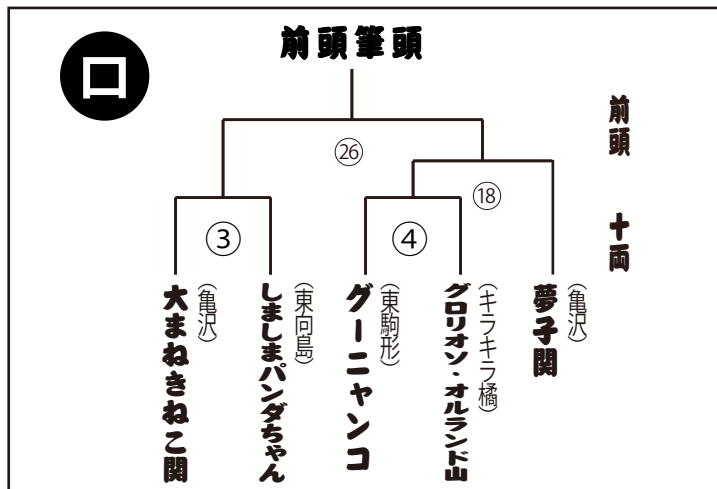 ロ
前頭筆頭
前頭 十両
㉖
⑱
③
④
(亀沢)
夢子関
(キラキラ橘)
グロリオソ・オルランド山
(東駒形)
グーニャンコ
(東向島)
しましまパンダちゃん
(亀沢)
大まねきねこ関